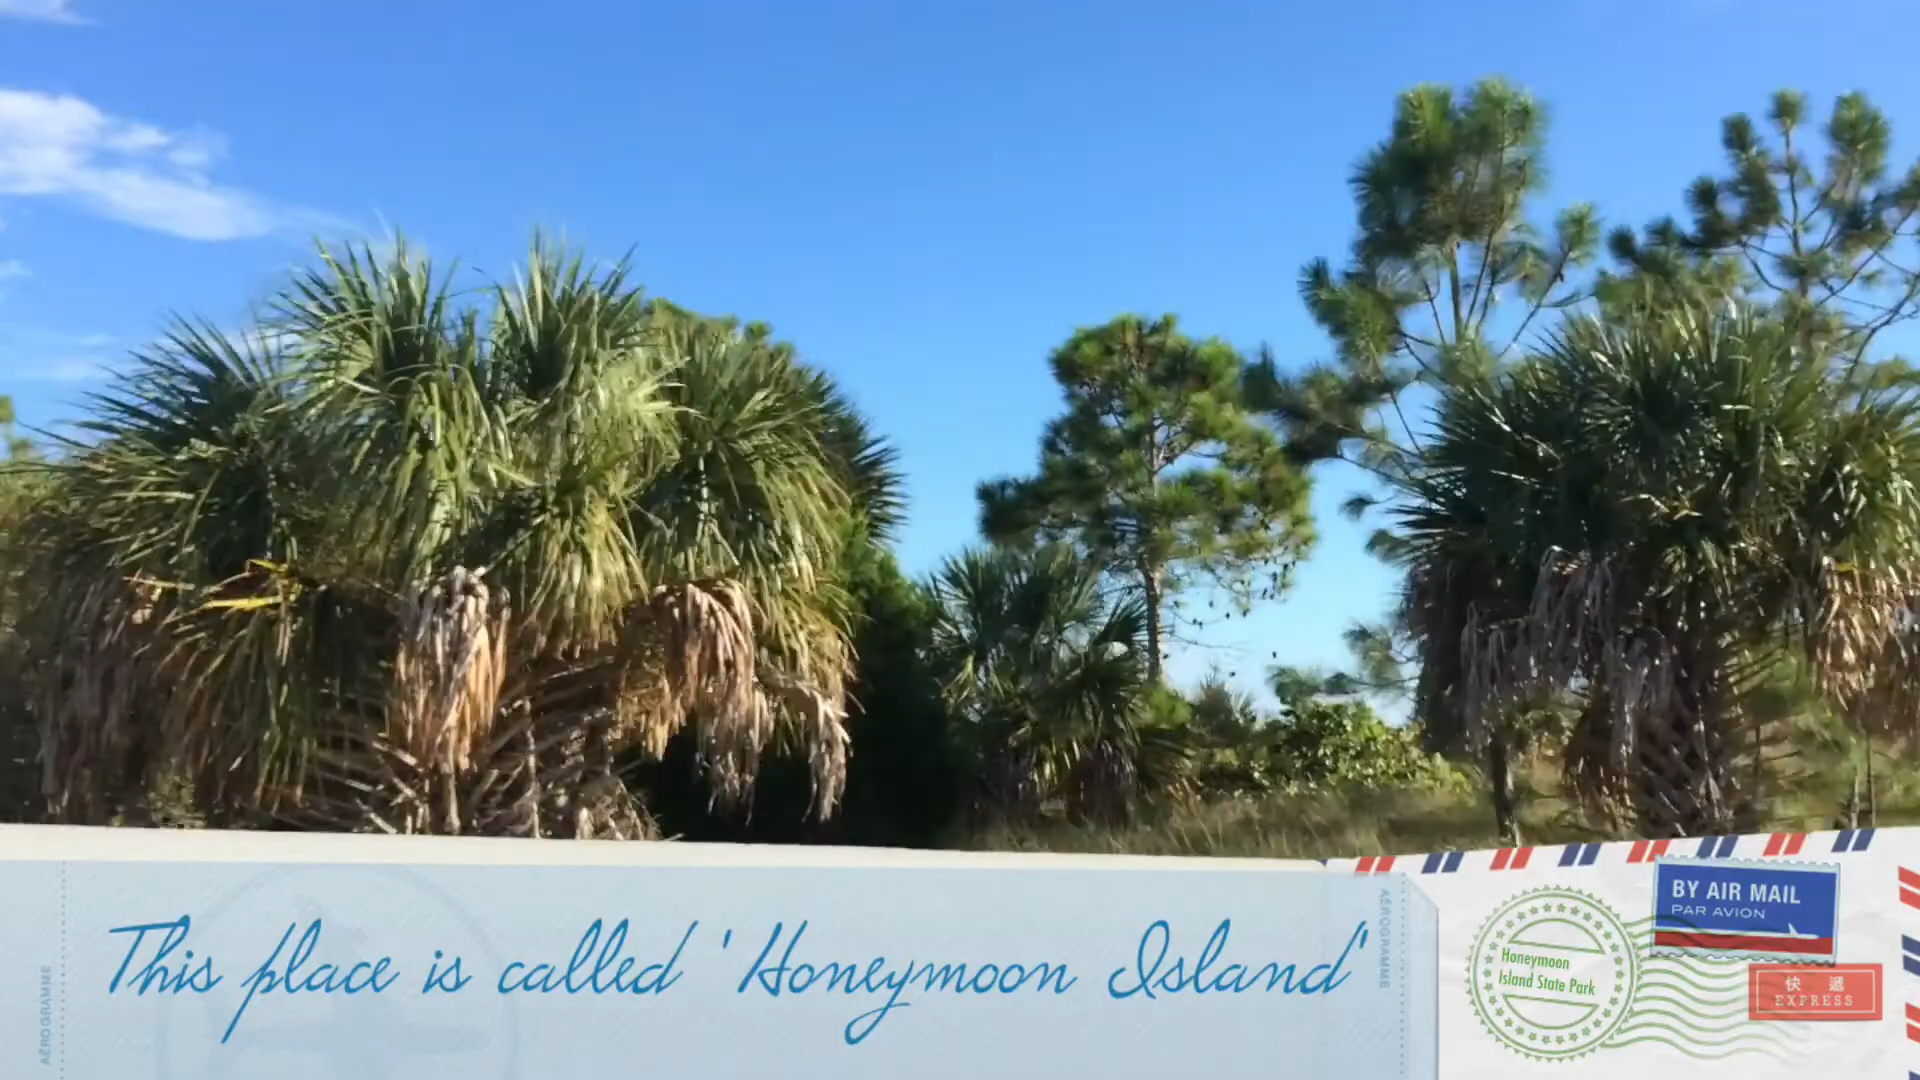 This place is called 'Honeymoon Island'
AÉROGRAMME
AÉROGRAMME
Honeymoon
Island State Park
BY AIR MAIL
PAR AVION
快 遞
EXPRESS